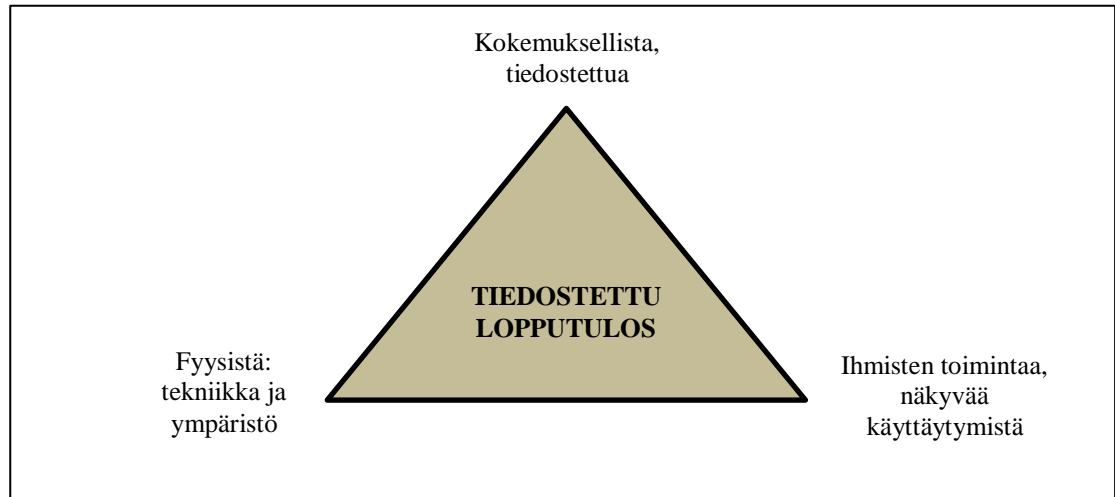 Kokemuksellista,
tiedostettua
TIEDOSTETTU
LOPPUTULOS
Fyysistä:
tekniikka ja
ympäristö
Ihmisten toimintaa,
näkyvää
käyttäytymistä